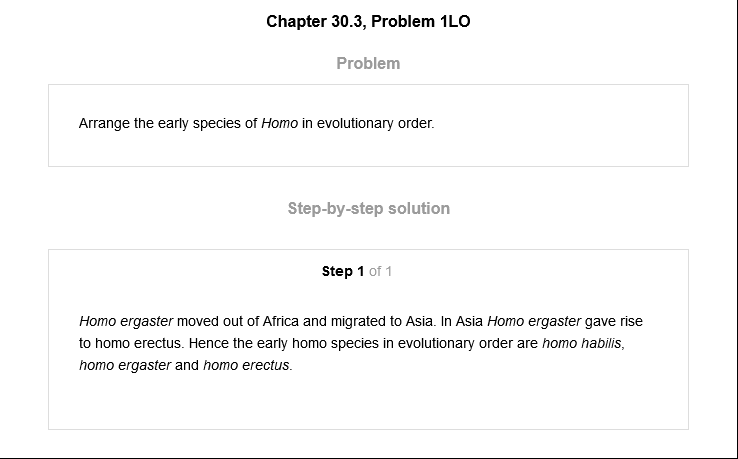 Chapter 30.3, Problem 1LO
Problem
Arrange the early species of Homo in evolutionary order.
Step-by-step solution
Step 1 of 1
Homo ergaster moved out of Africa and migrated to Asia. In Asia Homo ergaster gave rise
to homo erectus. Hence the early homo species in evolutionary order are homo habilis,
homo ergaster and homo erectus.